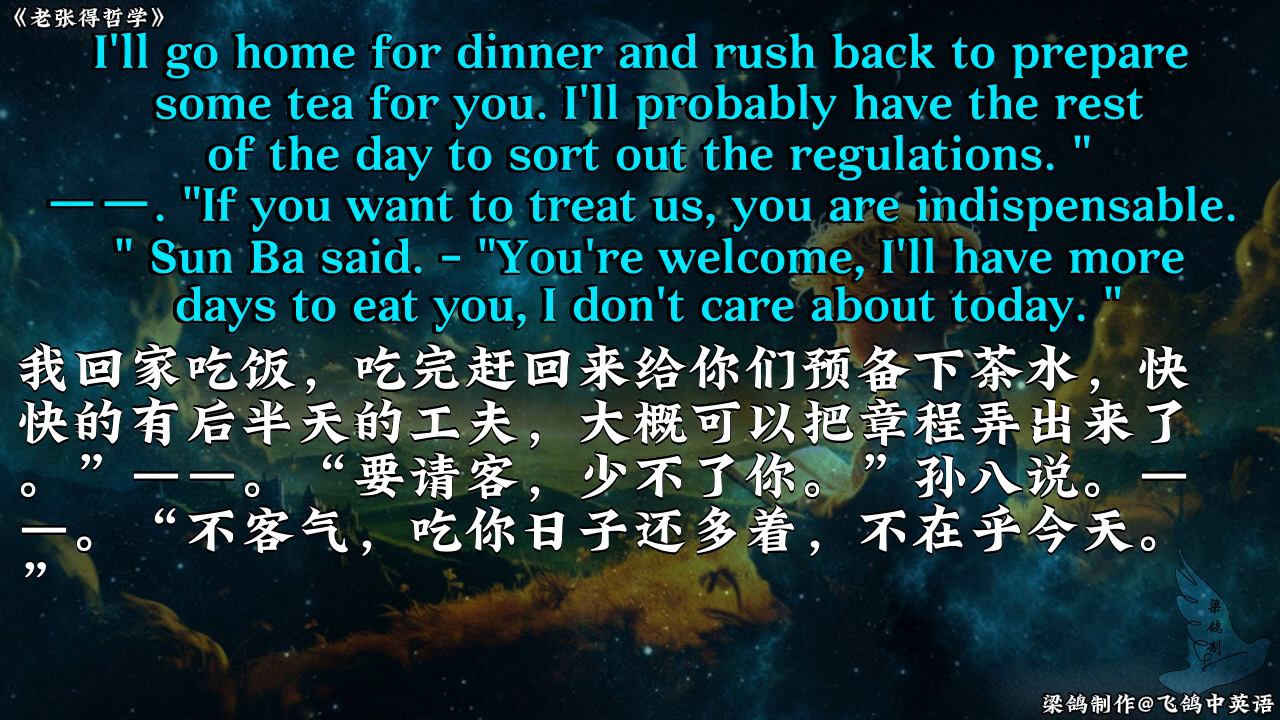 《老张得哲学》
I'll go home for dinner and rush back to prepare
some tea for you. I'll probably have the rest
of the day to sort out the regulations. "
——. "If you want to treat us, you are indispensable.
" Sun Ba said. - "You're welcome, I'll have more
days to eat you, I don't care about today. "
我回家吃饭，吃完赶回来给你们预备下茶水，快
快的有后半天的工夫，大概可以把章程弄出来了
。” ——。 “要请客，少不了你。” 孙八说。—
—。 “不客气，吃你日子还多着，不在乎今天。
”
梁鸽制
梁鸽制作@飞鸽中英语